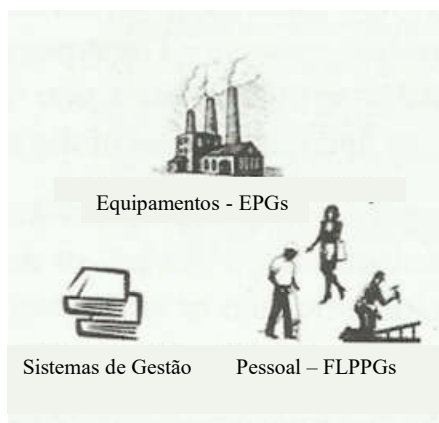 Equipamentos - EPGs
Sistemas de Gestão
Pessoal – FLPPGs